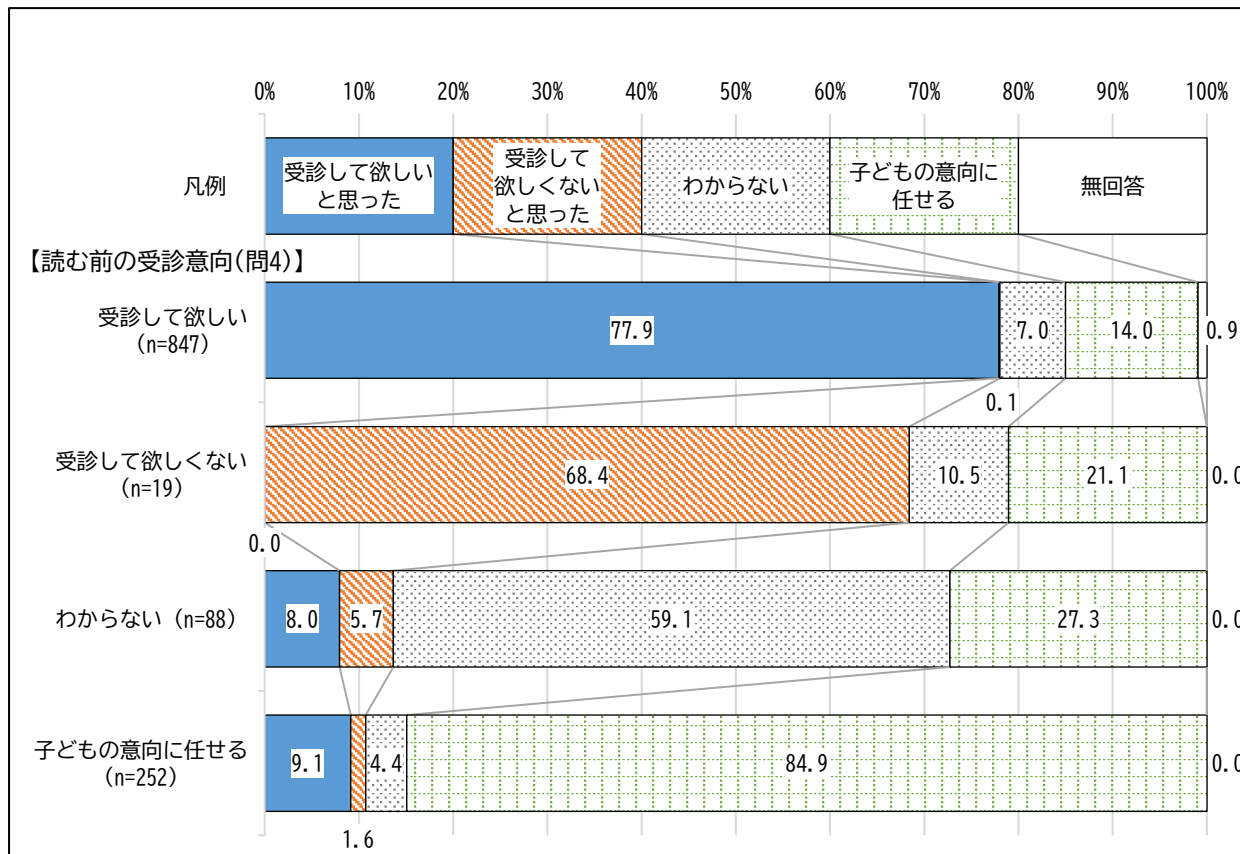 0% 10% 20% 30% 40% 50% 60% 70% 80% 90% 100%
凡例
受診して欲しい
と思った
受診して
欲しくない
と思った
わからない
子どもの意向に
任せる
無回答
【読む前の受診意向(問4)】
受診して欲しい
(n=847)
77.9 7.0 14.0 0.9
0.1
受診して欲しくない
(n=19)
68.4 10.5 21.1 0.0
0.0
わからない (n=88)
8.0 5.7 59.1 27.3 0.0
子どもの意向に任せる
(n=252)
9.1 4.4 84.9 0.0
1.6